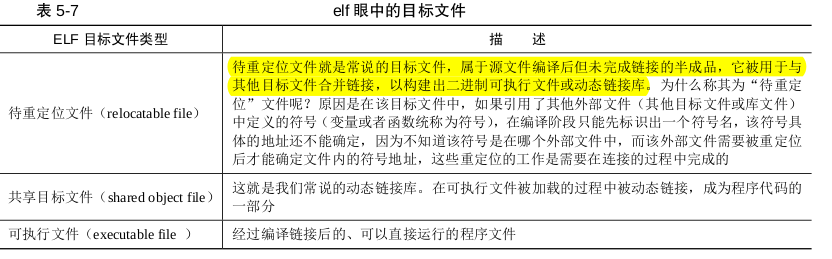 表 5-7 elf 眼中的目标文件
ELF 目标文件类型 描 述
待重定位文件（relocatable file）
待重定位文件就是常说的目标文件，属于源文件编译后但未完成链接的半成品，它被用于与
其他目标文件合并链接，以构建出二进制可执行文件或动态链接库。为什么称其为“待重定
位”文件呢？原因是在该目标文件中，如果引用了其他外部文件（其他目标文件或库文件）
中定义的符号（变量或者函数统称为符号），在编译阶段只能先标识出一个符号名，该符号具
体的地址还不能确定，因为不知道该符号是在哪个外部文件中，而该外部文件需要被重定位
后才能确定文件内的符号地址，这些重定位的工作是需要在连接的过程中完成的
共享目标文件（shared object file）
这就是我们常说的动态链接库。在可执行文件被加载的过程中被动态链接，成为程序代码的
一部分
可执行文件（executable file ） 经过编译链接后的、可以直接运行的程序文件